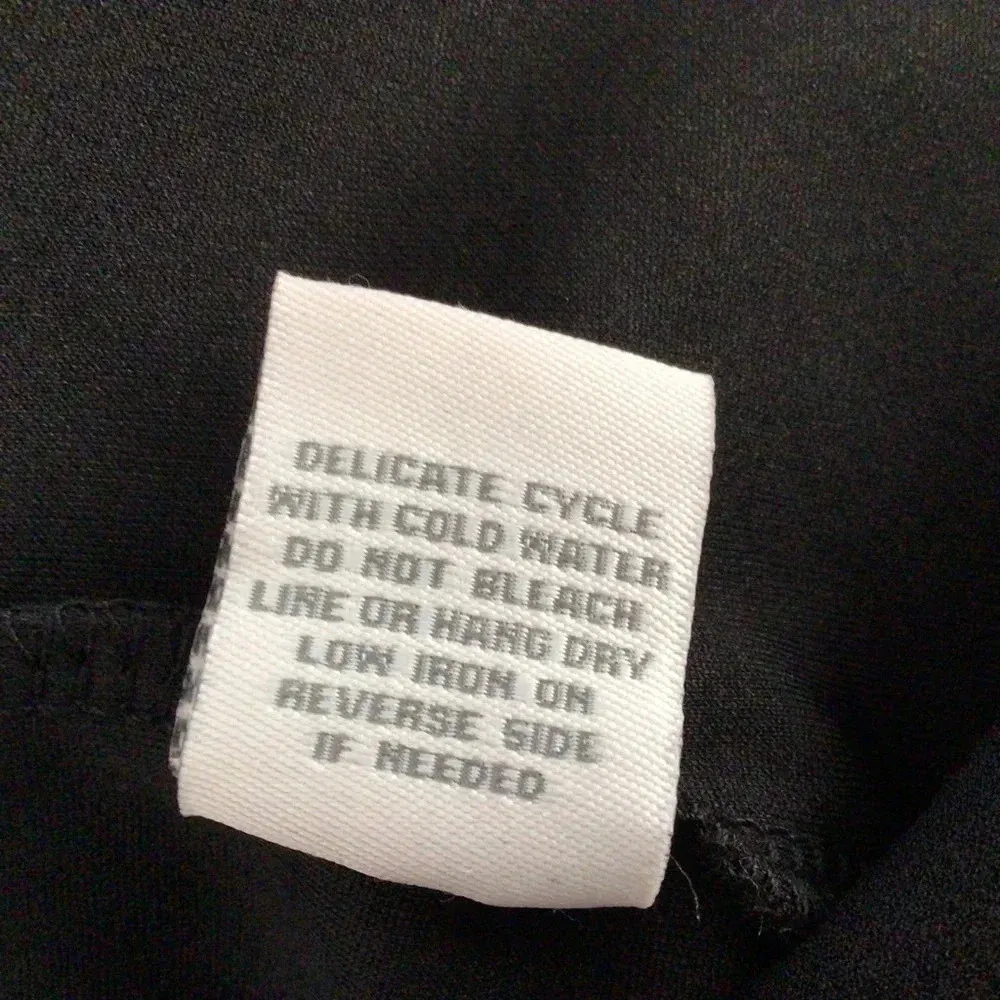 DELICATE CYCLE
WITH COLD WATER
DO NOT BLEACH
LINE OR HANG DRY
LOW IRON ON
REVERSE SIDE
IF NEEDED